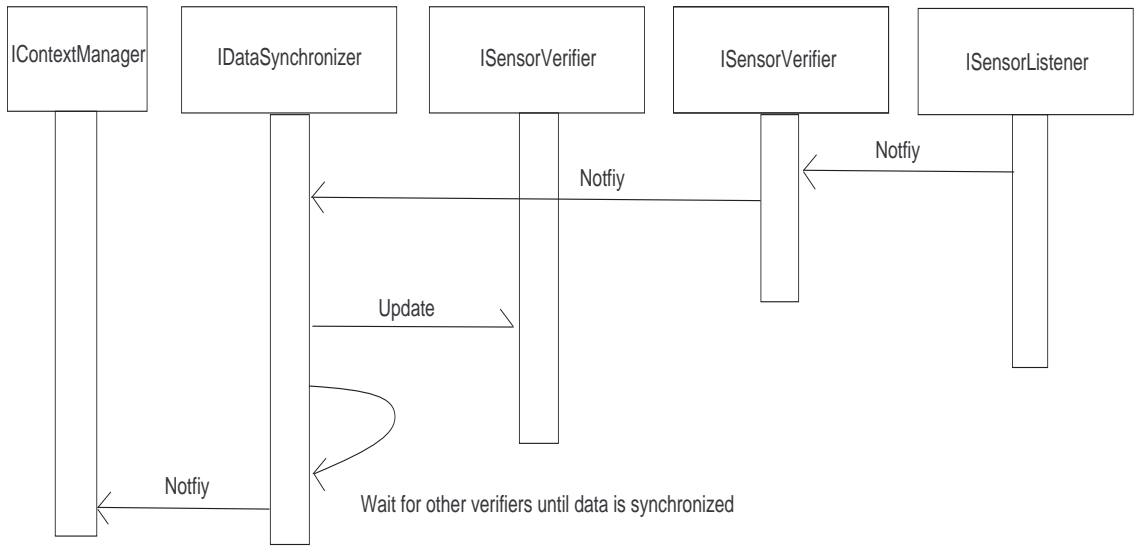 IContextManager
IDataSynchronizer
ISensorVerifier
ISensorVerifier
ISensorListener
Notfiy
Notfiy
Update
Notfiy
Wait for other verifiers until data is synchronized